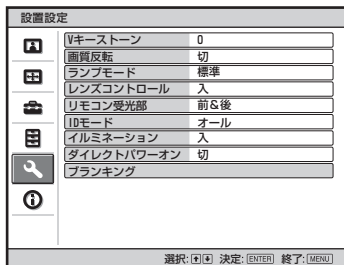 設置設定
Vキーストーン 0
画質反転 切
ランプモード 標準
レンズコントロール 入
リモコン受光部 前&後
IDモード オール
イルミネーション 入
ダイレクトパワーオン 切
ブランキング
選択: 決定: ENTER 終了: MENU